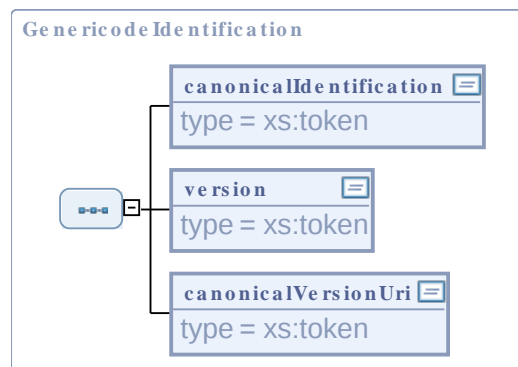 GenericodeIdentification
canonicalIdentification
type = xs:token
version
type = xs:token
canonicalVersionUri
type = xs:token